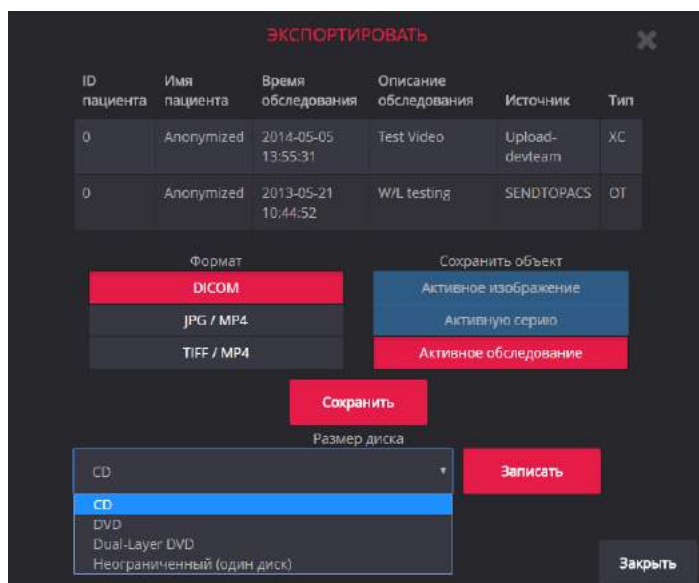 ЭКСПОРТИРОВАТЬ
ID пациента Имя пациента Время обследования Описание обследования Источник Тип
0 Anonymized 2014-05-05 13:55:31 Test Video Upload-devteam XC
0 Anonymized 2013-05-21 10:44:52 W/L testing SENDTOPACS OT
Формат Сохранить объект
DICOM Активное изображение
JPG / MP4 Активную серию
TIFF / MP4 Активное обследование
Сохранить
Размер диска
CD Записать
CD
DVD
Dual-Layer DVD
Неограниченный (один диск)
Закрыть